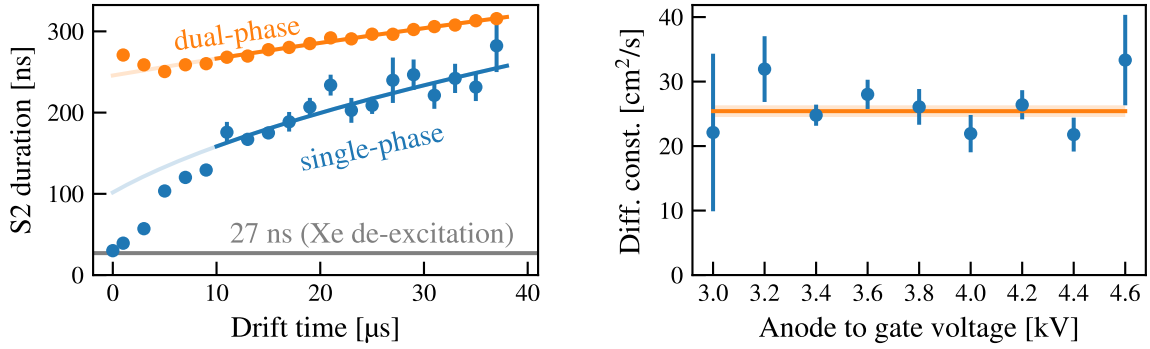 S2 duration [ns]
300
200
100
0
dual-phase
single-phase
27 ns (Xe de-excitation)
0 10 20 30 40
Drift time [µs]
Diff. const. [cm²/s]
40
30
20
10
0
3.0 3.2 3.4 3.6 3.8 4.0 4.2 4.4 4.6
Anode to gate voltage [kV]